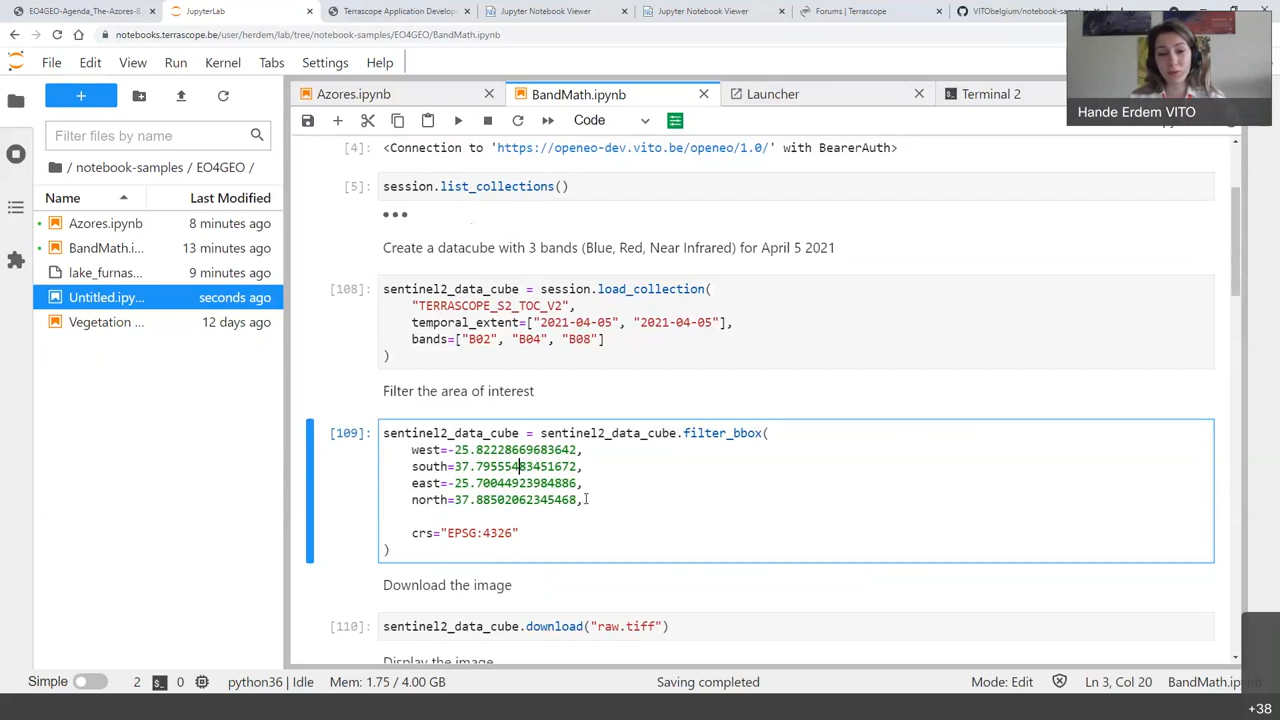 EO4GEO-Agenda_The-Azores-8
JupyterLab
Terrascope Application Developm
Jupyter Notebook Viewer
Jupyter Notebook Viewer
Forums | Terrascope
VITObelgium/notebook-sam
notebooks.terrascope.be/user/herdem/lab/tree/notebook-samples/EO4GEO/BandMath.ipynb
File Edit View Run Kernel Tabs Settings Help
Hande Erdem VITO
Azores.ipynb
BandMath.ipynb
Launcher
Terminal 2
Code
Filter files by name
/ notebook-samples / EO4GEO /
Name Last Modified
Azores.ipynb 8 minutes ago
BandMath.i... 13 minutes ago
lake_furnas... 9 minutes ago
Untitled.ipy... seconds ago
Vegetation ... 12 days ago
[4]: <Connection to 'https://openeo-dev.vito.be/openeo/1.0/' with BearerAuth>
[5]: session.list_collections()
•••
Create a datacube with 3 bands (Blue, Red, Near Infrared) for April 5 2021
[108]: sentinel2_data_cube = session.load_collection(
"TERRASCOPE_S2_TOC_V2",
temporal_extent=["2021-04-05", "2021-04-05"],
bands=["B02", "B04", "B08"]
)
Filter the area of interest
[109]: sentinel2_data_cube = sentinel2_data_cube.filter_bbox(
west=-25.82228669683642,
south=37.79555483451672,
east=-25.70044923984886,
north=37.88502062345468,
crs="EPSG:4326"
)
Download the image
[110]: sentinel2_data_cube.download("raw.tiff")
Display the image
Simple 2 0 python36 | Idle Mem: 1.75 / 4.00 GB Saving completed Mode: Edit Ln 3, Col 20 BandMath.ipynb
+38